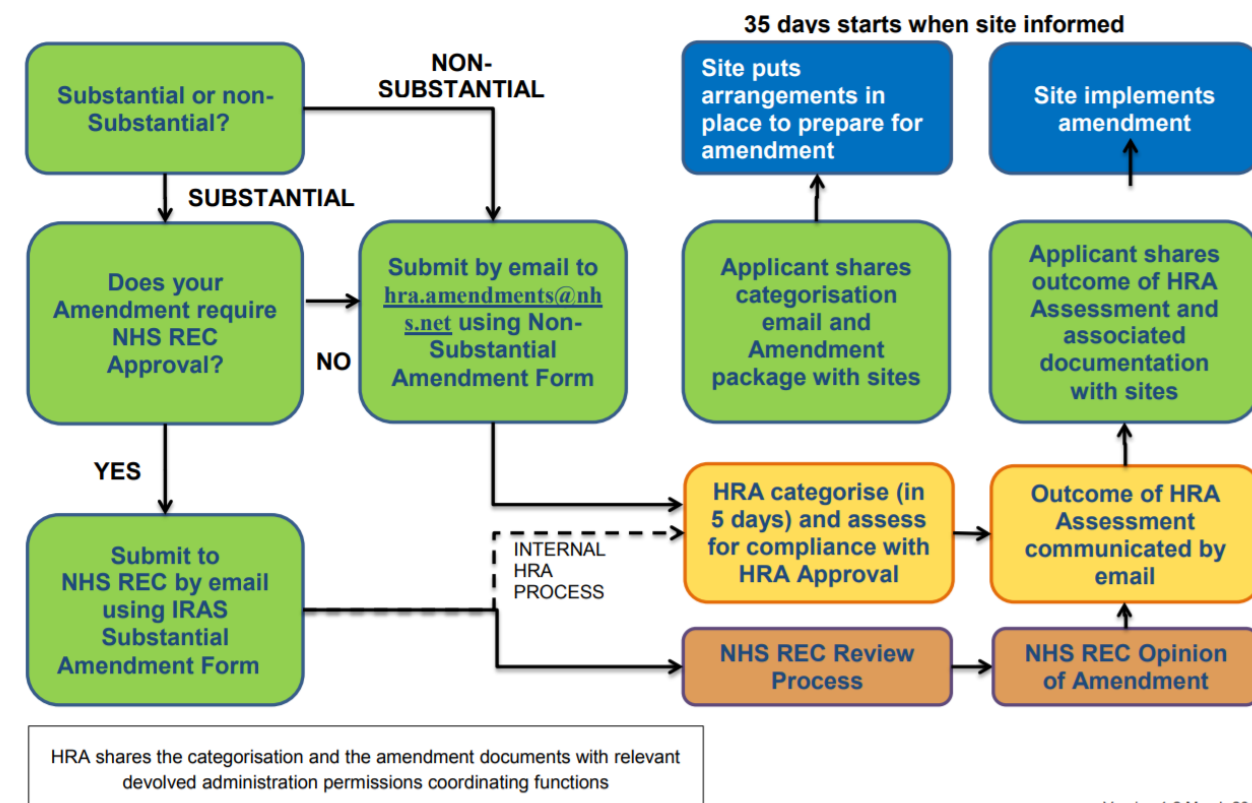 35 days starts when site informed
Substantial or non-
Substantial?
NON-
SUBSTANTIAL
Site puts
arrangements in
place to prepare for
amendment
Site implements
amendment
SUBSTANTIAL
Does your
Amendment require
NHS REC
Approval?
NO
Submit by email to
hra.amendments@nh
s.net using Non-
Substantial
Amendment Form
Applicant shares
categorisation
email and
Amendment
package with sites
Applicant shares
outcome of HRA
Assessment and
associated
documentation
with sites
YES
HRA categorise (in
5 days) and assess
for compliance with
HRA Approval
Outcome of HRA
Assessment
communicated by
email
INTERNAL
HRA
PROCESS
Submit to
NHS REC by email
using IRAS
Substantial
Amendment Form
NHS REC Review
Process
NHS REC Opinion
of Amendment
HRA shares the categorisation and the amendment documents with relevant
devolved administration permissions coordinating functions